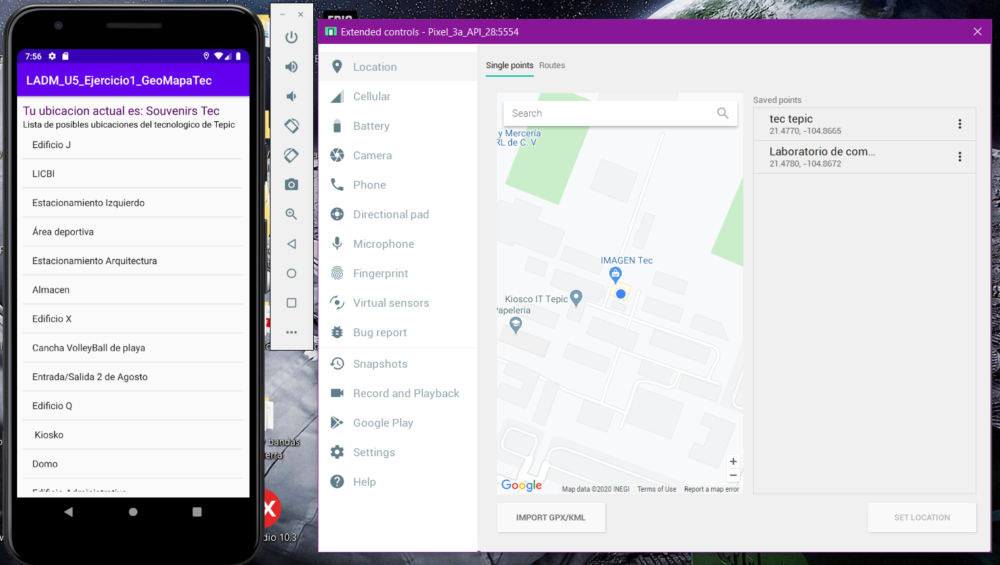 7:56
LADM_U5_Ejercicio1_GeoMapaTec
Tu ubicacion actual es: Souvenirs Tec
Lista de posibles ubicaciones del tecnologico de Tepic
Edificio J
LICBI
Estacionamiento Izquierdo
Área deportiva
Estacionamiento Arquitectura
Almacen
Edificio X
Cancha VolleyBall de playa
Entrada/Salida 2 de Agosto
Edificio Q
Kiosko
Domo
Edificio Administrativo
bandas
erra
dio 10.3
Extended controls - Pixel_3a_API_28:5554
Location
Cellular
Battery
Camera
Phone
Directional pad
Microphone
Fingerprint
Virtual sensors
Bug report
Snapshots
Record and Playback
Google Play
Settings
Help
Single points
Routes
Search
y Mercería
RL de C. V
IMAGEN Tec
Kiosco IT Tepic
Papeleria
Google
Map data ©2020 INEGI
Terms of Use
Report a map error
+
−
IMPORT GPX/KML
Saved points
tec tepic
21.4770, -104.8665
Laboratorio de com...
21.4780, -104.8672
SET LOCATION